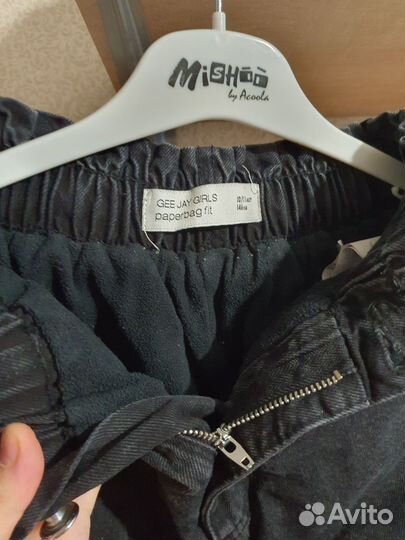 MiSHOO
by Acoola
GEE JAY GIRLS
paperbag fit
Avito